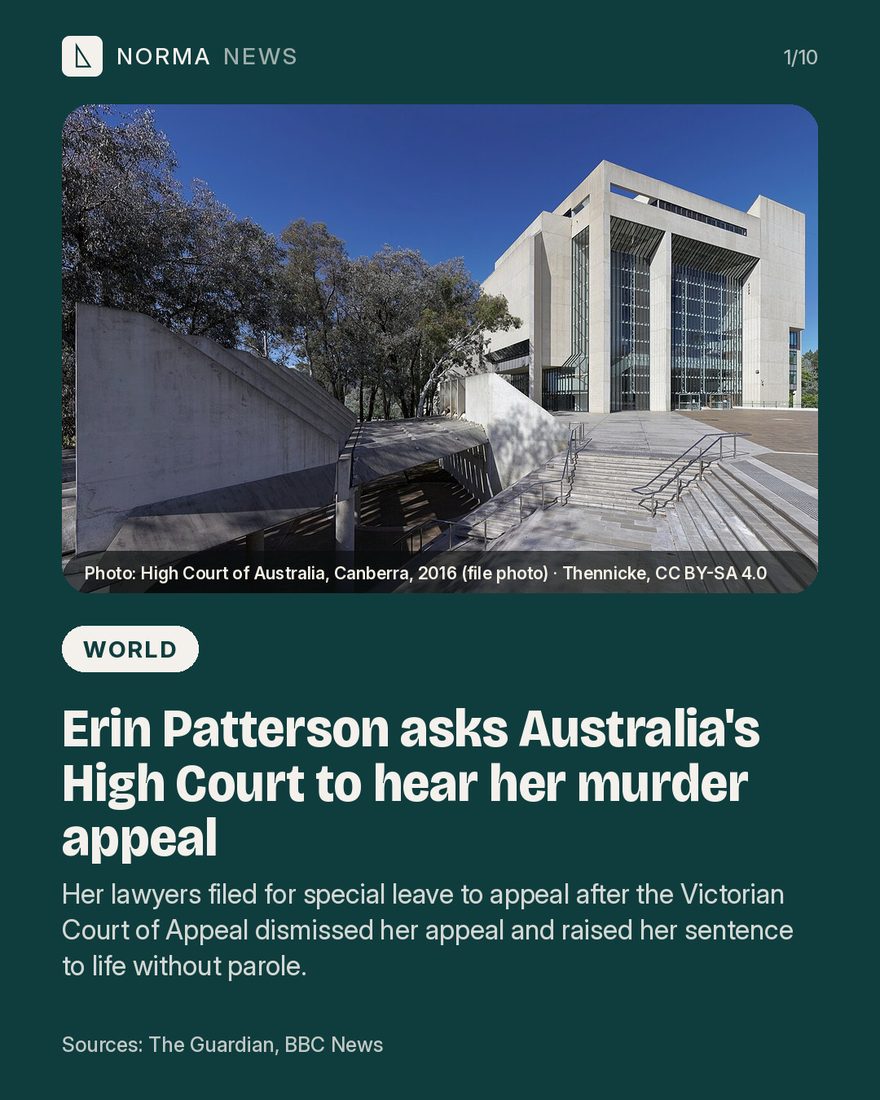 NORMA NEWS
1/10
Photo: High Court of Australia, Canberra, 2016 (file photo) · Thennicke, CC BY-SA 4.0
WORLD
Erin Patterson asks Australia's
High Court to hear her murder
appeal
Her lawyers filed for special leave to appeal after the Victorian
Court of Appeal dismissed her appeal and raised her sentence
to life without parole.
Sources: The Guardian, BBC News